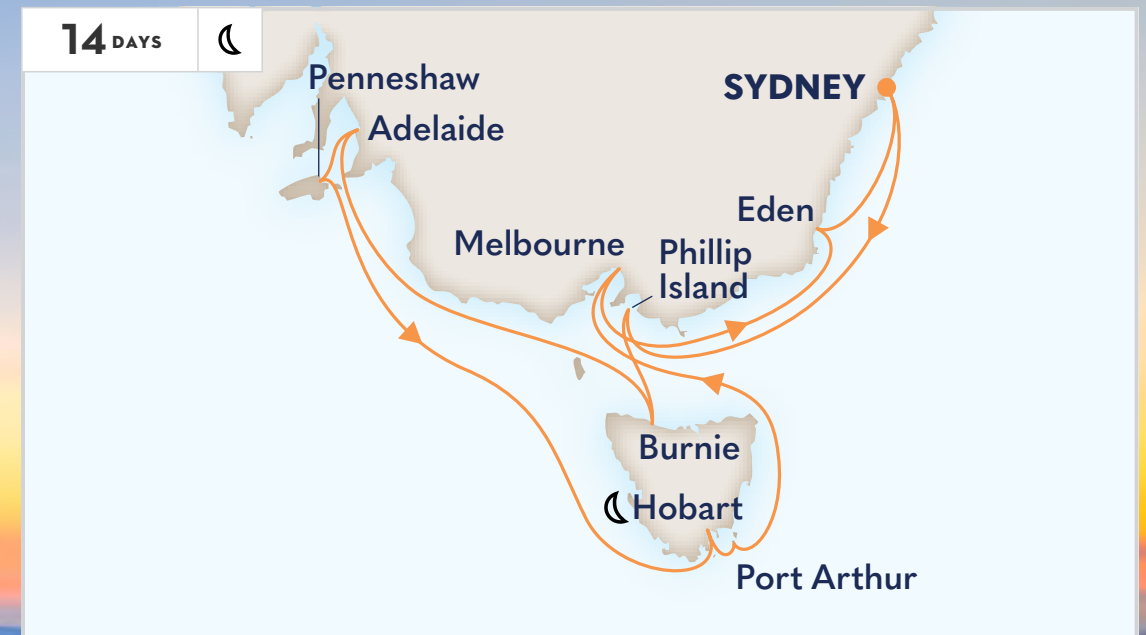 14 DAYS
Penneshaw
SYDNEY
Adelaide
Eden
Melbourne
Phillip
Island
Burnie
Hobart
Port Arthur